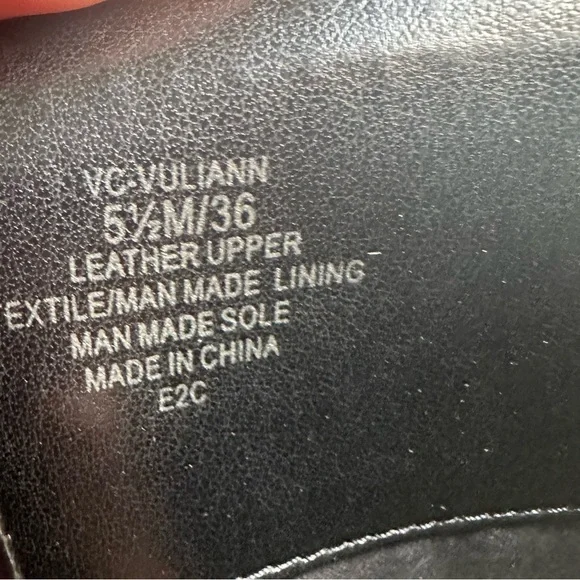 VC-VULIANN
5½M/36
LEATHER UPPER
EXTILE/MAN MADE LINING
MAN MADE SOLE
MADE IN CHINA
E2C